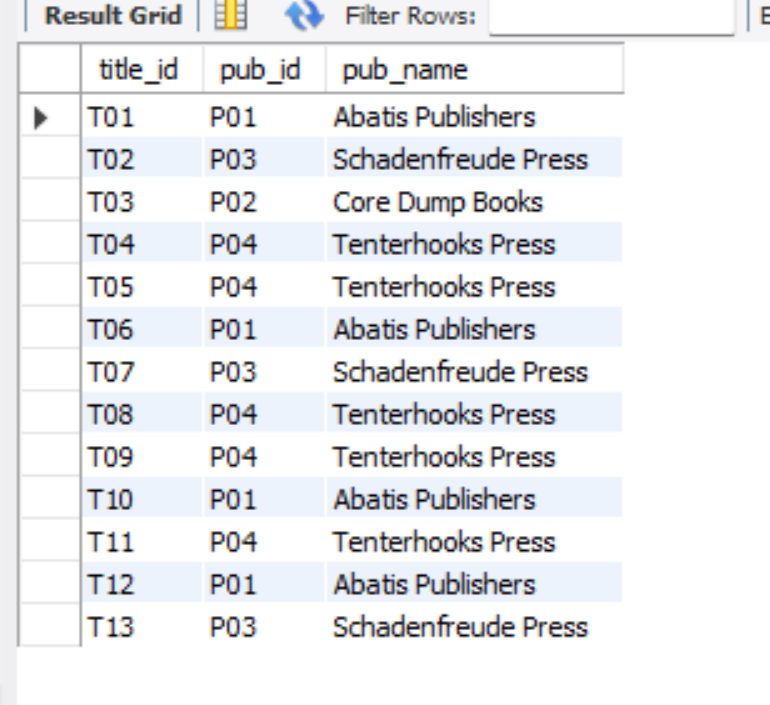 Result Grid Filter Rows:
title_id pub_id pub_name
T01 P01 Abatis Publishers
T02 P03 Schadenfreude Press
T03 P02 Core Dump Books
T04 P04 Tenterhooks Press
T05 P04 Tenterhooks Press
T06 P01 Abatis Publishers
T07 P03 Schadenfreude Press
T08 P04 Tenterhooks Press
T09 P04 Tenterhooks Press
T10 P01 Abatis Publishers
T11 P04 Tenterhooks Press
T12 P01 Abatis Publishers
T13 P03 Schadenfreude Press